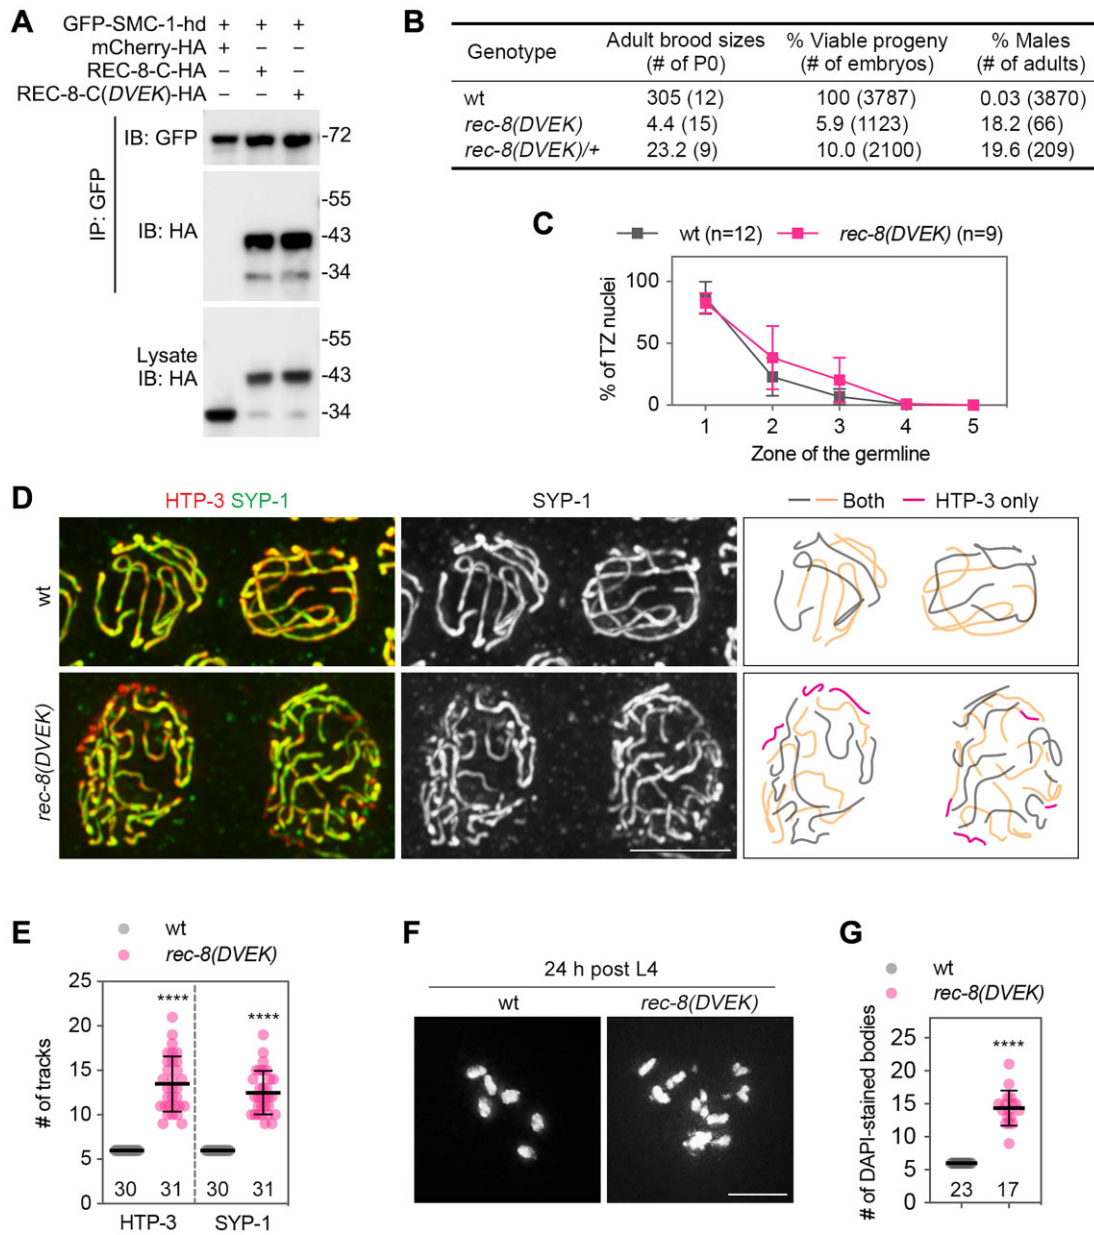 A
GFP-SMC-1-hd + + +
mCherry-HA + – –
REC-8-C-HA – + –
REC-8-C(DVEK)-HA – – +
IP: GFP
IB: GFP
-72
IB: HA
-55
-43
-34
Lysate
IB: HA
-55
-43
-34
B
Genotype Adult brood sizes (# of P0) % Viable progeny (# of embryos) % Males (# of adults)
wt 305 (12) 100 (3787) 0.03 (3870)
rec-8(DVEK) 4.4 (15) 5.9 (1123) 18.2 (66)
rec-8(DVEK)/+ 23.2 (9) 10.0 (2100) 19.6 (209)
C
wt (n=12) rec-8(DVEK) (n=9)
% of TZ nuclei
100
50
0
1 2 3 4 5
Zone of the germline
D
HTP-3 SYP-1 SYP-1 Both HTP-3 only
wt
rec-8(DVEK)
E
wt
rec-8(DVEK)
# of tracks
25
20
15
10
5
0
**** ****
30 31 30 31
HTP-3 SYP-1
F
24 h post L4
wt rec-8(DVEK)
G
wt
rec-8(DVEK)
# of DAPI-stained bodies
25
20
15
10
5
0
****
23 17